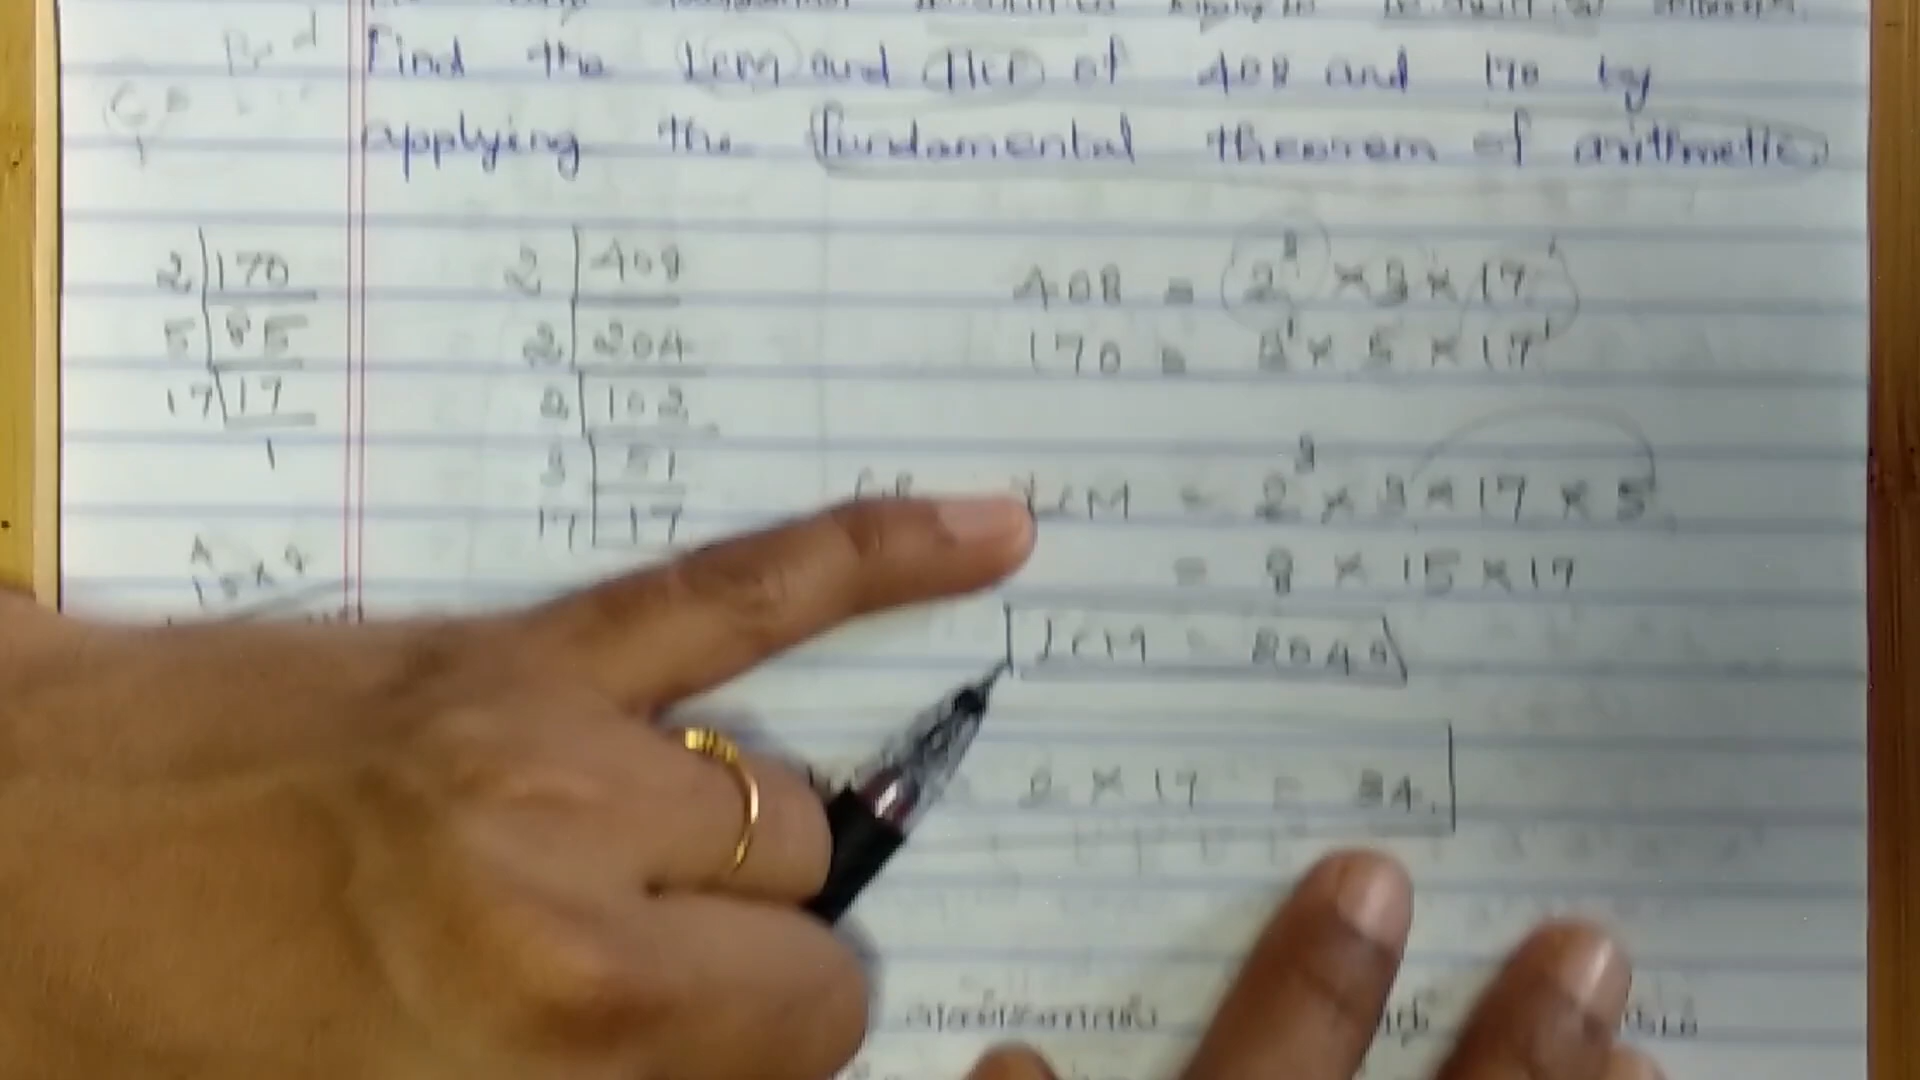 Find the LCM and HCF of 408 and 170 by
applying the fundamental theorem of arithmetic.
2 | 170
5 | 85
17 | 17
1
2 | 408
2 | 204
2 | 102
3 | 51
17 | 17
408 = 2³ × 3 × 17¹
170 = 2¹ × 5 × 17¹
LCM = 2³ × 3 × 17 × 5
= 8 × 15 × 17
LCM = 2040
2 × 17 = 34.
15 × 8